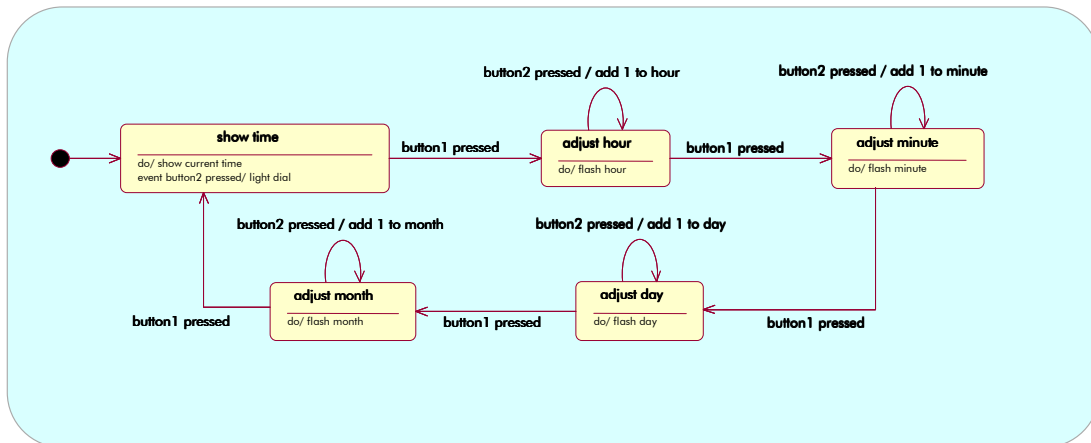 button2 pressed / add 1 to hour
button2 pressed / add 1 to minute
show time
do/ show current time
event button2 pressed/ light dial
button1 pressed
adjust hour
do/ flash hour
button1 pressed
adjust minute
do/ flash minute
button2 pressed / add 1 to month
button2 pressed / add 1 to day
adjust month
do/ flash month
adjust day
do/ flash day
button1 pressed
button1 pressed
button1 pressed